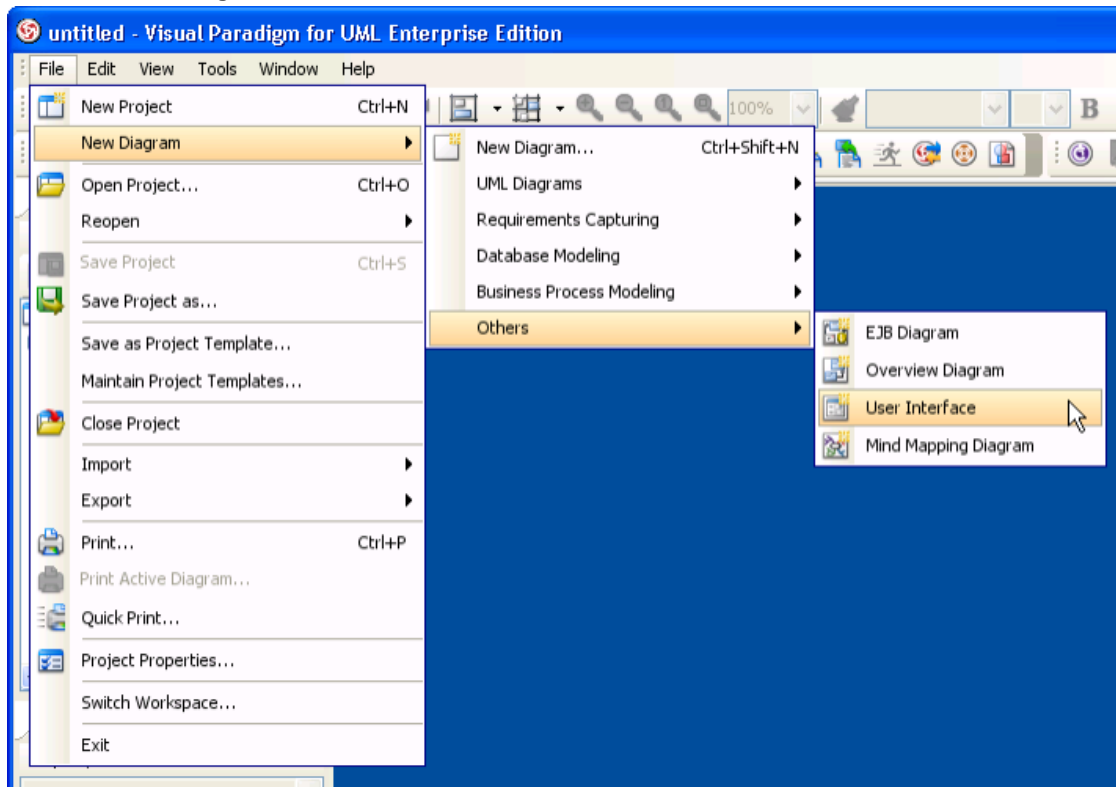 untitled - Visual Paradigm for UML Enterprise Edition
File Edit View Tools Window Help
New Project Ctrl+N
New Diagram
Open Project... Ctrl+O
Reopen
Save Project Ctrl+S
Save Project as...
Save as Project Template...
Maintain Project Templates...
Close Project
Import
Export
Print... Ctrl+P
Print Active Diagram...
Quick Print...
Project Properties...
Switch Workspace...
Exit
100% B
New Diagram... Ctrl+Shift+N
UML Diagrams
Requirements Capturing
Database Modeling
Business Process Modeling
Others
EJB Diagram
Overview Diagram
User Interface
Mind Mapping Diagram